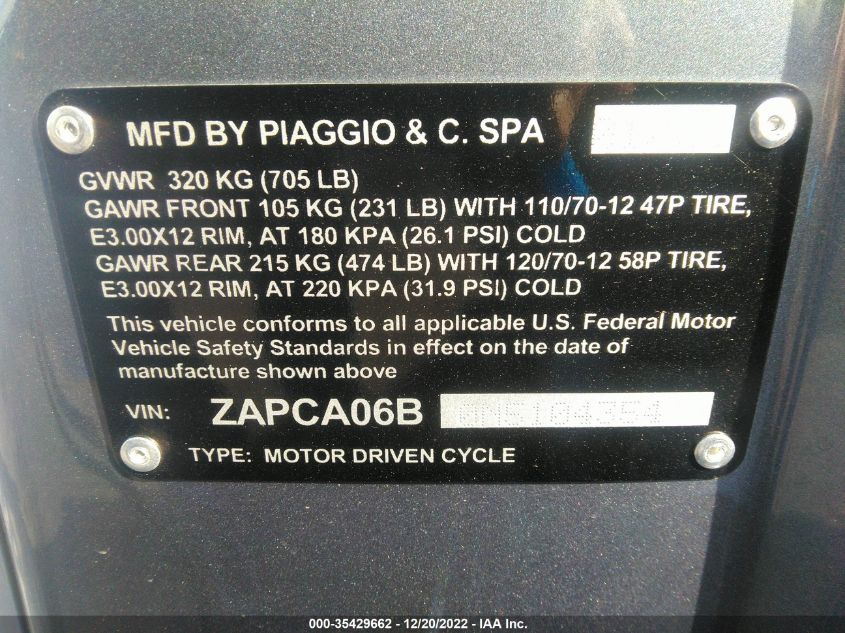 MFD BY PIAGGIO & C. SPA
GVWR 320 KG (705 LB)
GAWR FRONT 105 KG (231 LB) WITH 110/70-12 47P TIRE,
E3.00X12 RIM, AT 180 KPA (26.1 PSI) COLD
GAWR REAR 215 KG (474 LB) WITH 120/70-12 58P TIRE,
E3.00X12 RIM, AT 220 KPA (31.9 PSI) COLD
This vehicle conforms to all applicable U.S. Federal Motor
Vehicle Safety Standards in effect on the date of
manufacture shown above
VIN: ZAPCA06B
TYPE: MOTOR DRIVEN CYCLE
000-35429662 - 12/20/2022 - IAA Inc.